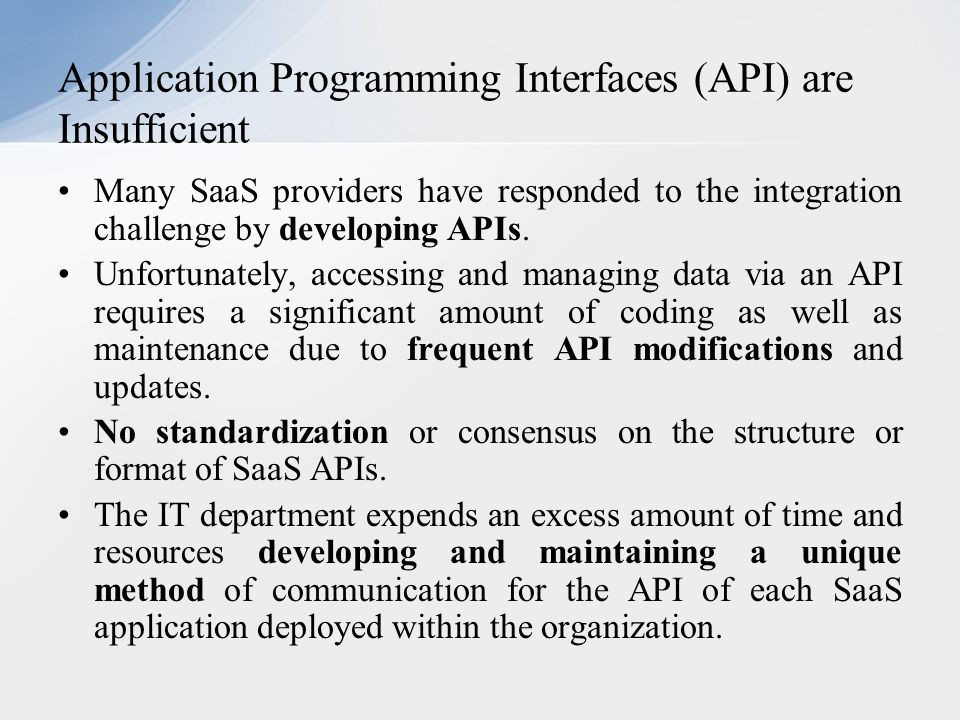 Application Programming Interfaces (API) are
Insufficient
• Many SaaS providers have responded to the integration
challenge by developing APIs.
• Unfortunately, accessing and managing data via an API
requires a significant amount of coding as well as
maintenance due to frequent API modifications and
updates.
• No standardization or consensus on the structure or
format of SaaS APIs.
• The IT department expends an excess amount of time and
resources developing and maintaining a unique
method of communication for the API of each SaaS
application deployed within the organization.